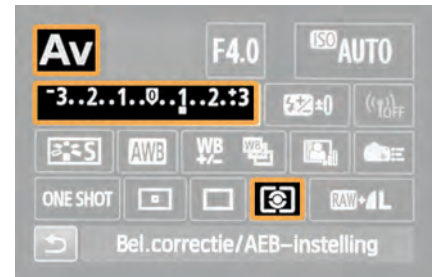 Av F4.0 ISO AUTO
-3..2..1..0..1..2.:+3 ±0 OFF
S AWB WB +/-
ONE SHOT RAW+L
Bel.correctie/AEB-instelling